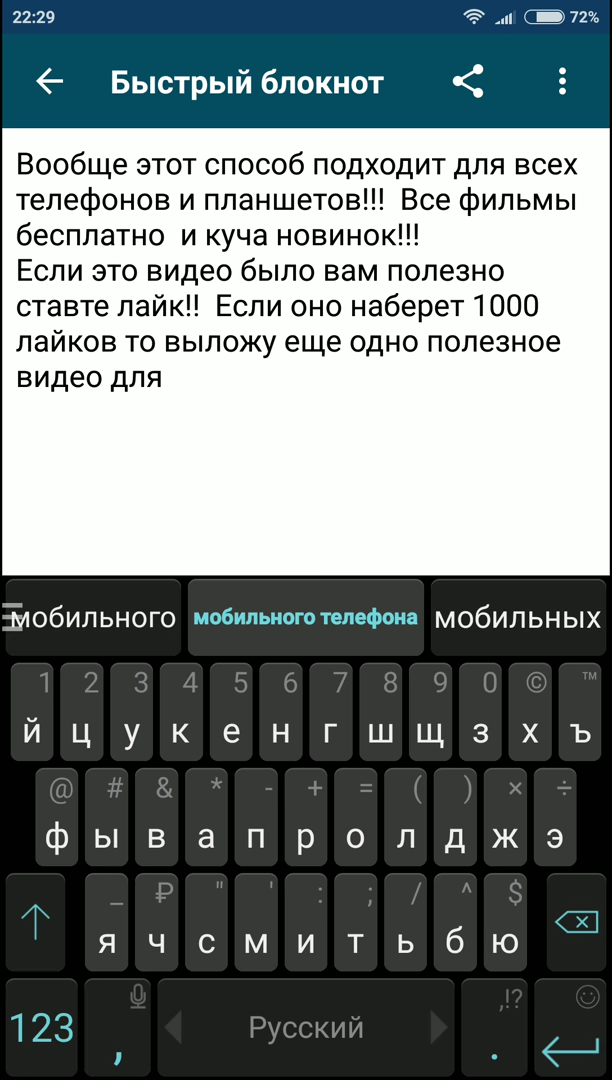 22:29
72%
Быстрый блокнот
Вообще этот способ подходит для всех
телефонов и планшетов!!!  Все фильмы
бесплатно  и куча новинок!!!
Если это видео было вам полезно
ставте лайк!!  Если оно наберет 1000
лайков то выложу еще одно полезное
видео для
мобильного мобильного телефона мобильных
1 2 3 4 5 6 7 8 9 0 © ™
й ц у к е н г ш щ з х ъ
@ # & * - + = ( ) × ÷
ф ы в а п р о л д ж э
_ ₽ " ' : ; / ^ $
я ч с м и т ь б ю
,!?
123 , Русский .